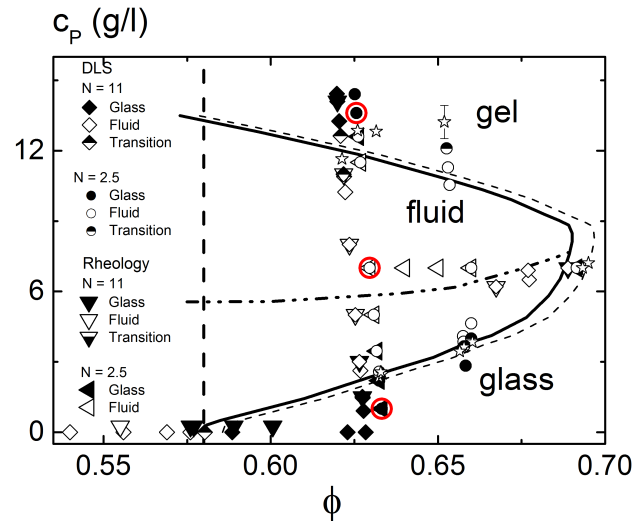 c_P (g/l)
DLS
N = 11
Glass
Fluid
Transition
N = 2.5
Glass
Fluid
Transition
Rheology
N = 11
Glass
Fluid
Transition
N = 2.5
Glass
Fluid
gel
fluid
glass
12
6
0
0.55
0.60
0.65
0.70
ϕ